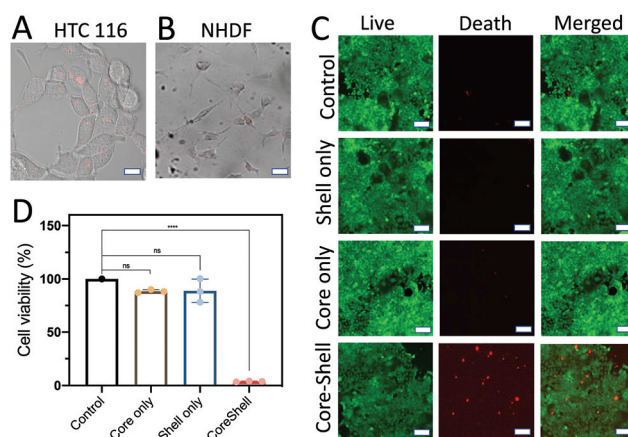 A HTC 116
B NHDF
C Live Death Merged
Control
Shell only
Core only
Core-Shell
D
Cell viability (%)
150
100
50
0
****
ns
ns
Control
Core only
Shell only
CoreShell